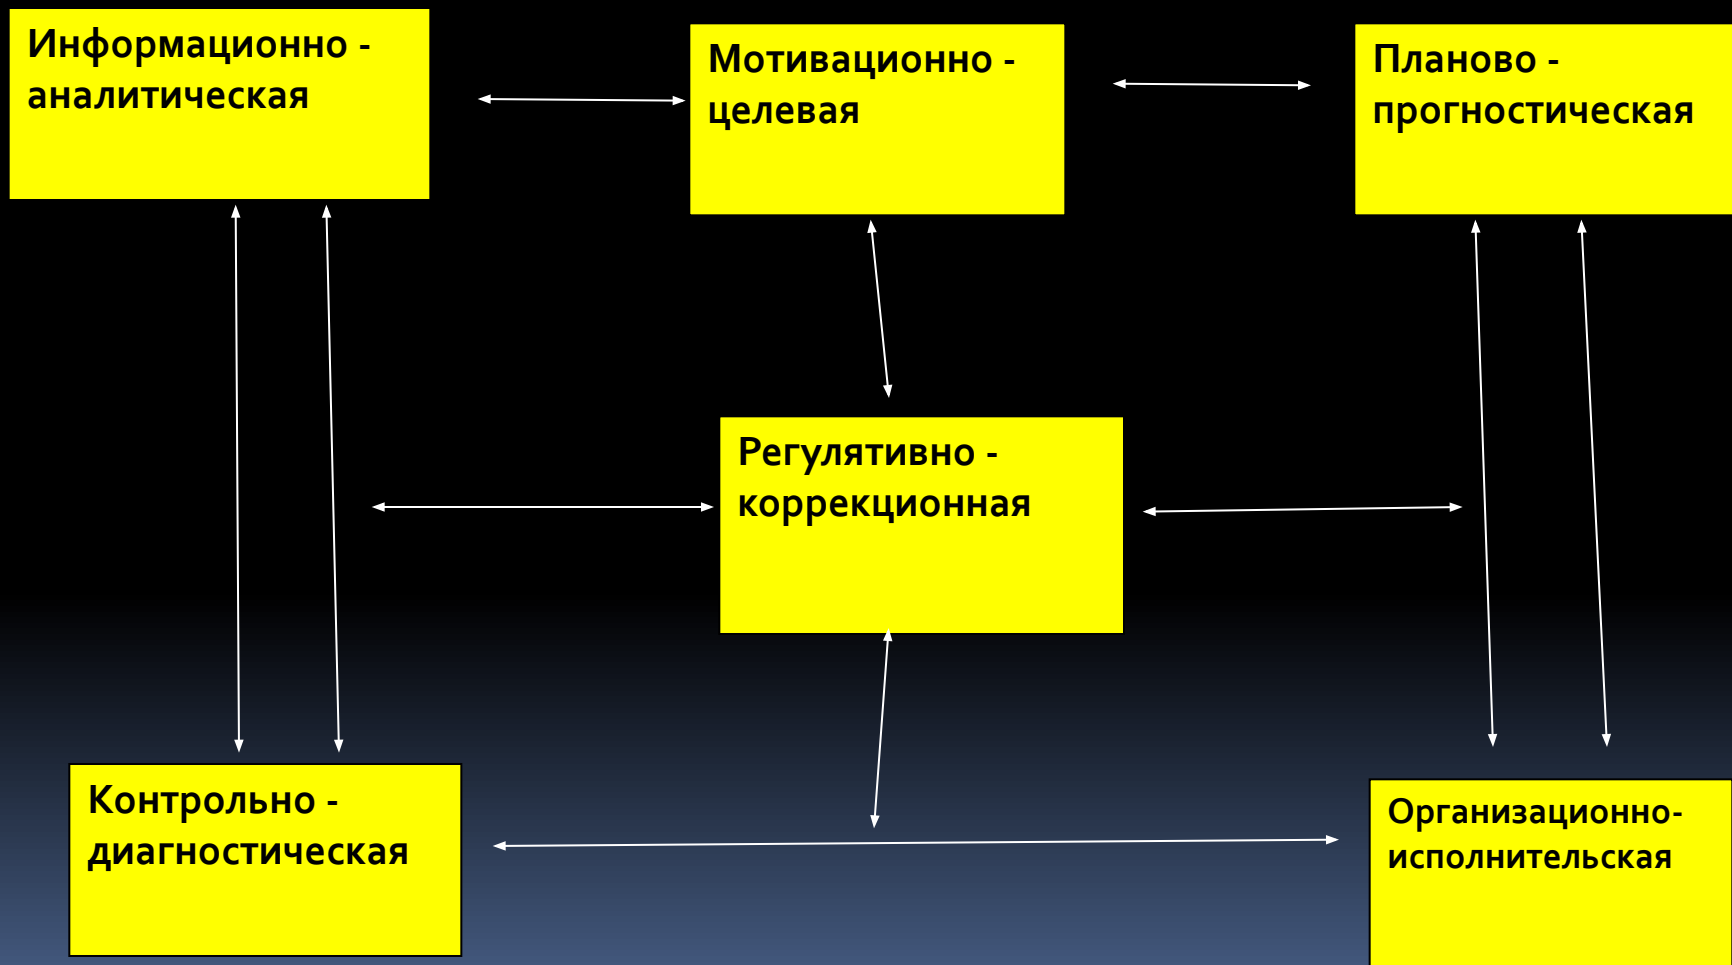 Информационно -
аналитическая
Мотивационно -
целевая
Планово -
прогностическая
Регулятивно -
коррекционная
Контрольно -
диагностическая
Организационно-
исполнительская